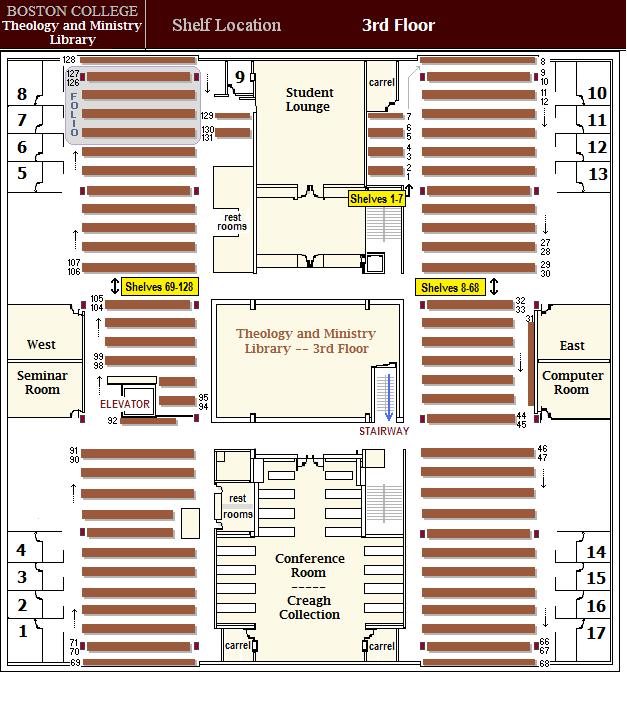 BOSTON COLLEGE
Theology and Ministry
Library
Shelf Location
3rd Floor
128
127
126
FOLIO
9
Student
Lounge
carrel
8
9
10
11
12
8
7
6
5
10
11
12
13
129
130
131
7
6
5
4
3
2
1
Shelves 1-7
rest
rooms
27
28
29
30
107
106
Shelves 69-128
Shelves 8-68
105
104
32
33
31
Theology and Ministry
Library -- 3rd Floor
West
Seminar
Room
East
Computer
Room
99
98
95
94
ELEVATOR
92
44
45
STAIRWAY
91
90
46
47
rest
rooms
Conference
Room
-----
Creagh
Collection
4
3
2
1
14
15
16
17
71
70
69
carrel
carrel
66
67
68